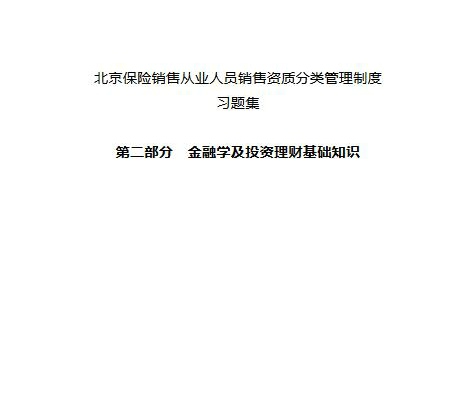 北京保险销售从业人员销售资质分类管理制度
习题集
第二部分　金融学及投资理财基础知识